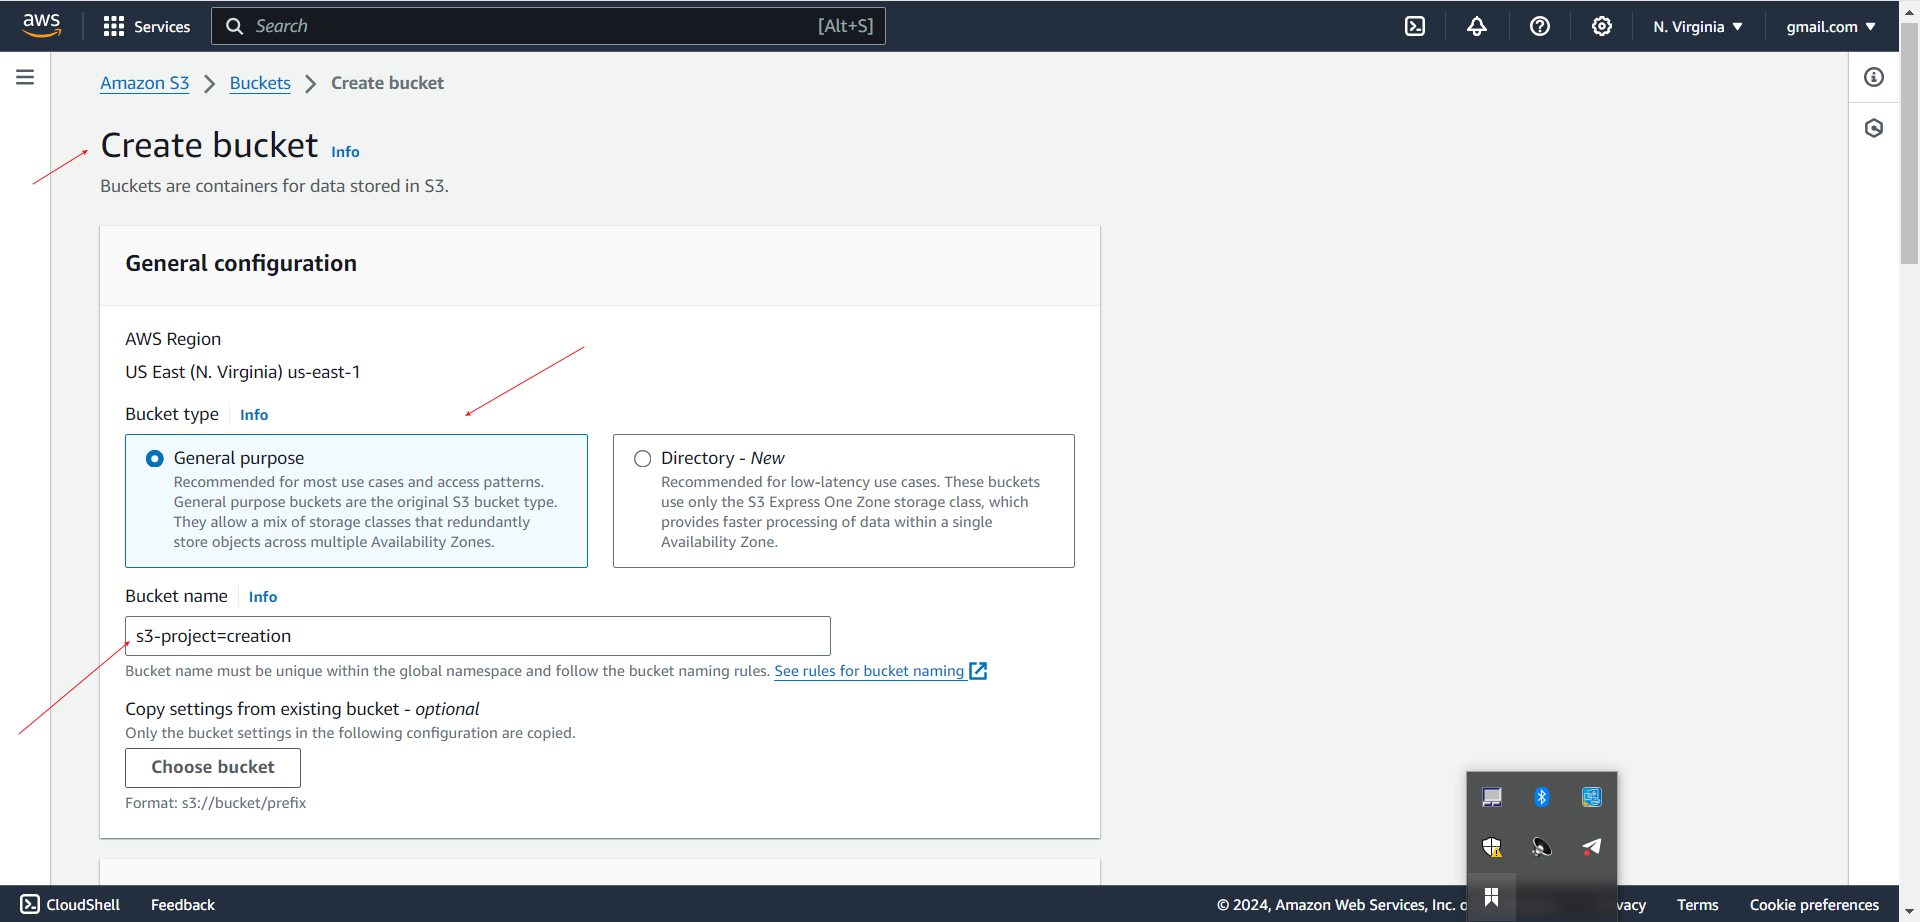 aws Services Search [Alt+S] N. Virginia gmail.com
Amazon S3 Buckets Create bucket
Create bucket Info
Buckets are containers for data stored in S3.
General configuration
AWS Region
US East (N. Virginia) us-east-1
Bucket type Info
General purpose
Recommended for most use cases and access patterns.
General purpose buckets are the original S3 bucket type.
They allow a mix of storage classes that redundantly
store objects across multiple Availability Zones.
Directory - New
Recommended for low-latency use cases. These buckets
use only the S3 Express One Zone storage class, which
provides faster processing of data within a single
Availability Zone.
Bucket name Info
s3-project=creation
Bucket name must be unique within the global namespace and follow the bucket naming rules. See rules for bucket naming
Copy settings from existing bucket - optional
Only the bucket settings in the following configuration are copied.
Choose bucket
Format: s3://bucket/prefix
CloudShell Feedback © 2024, Amazon Web Services, Inc. Terms Cookie preferences